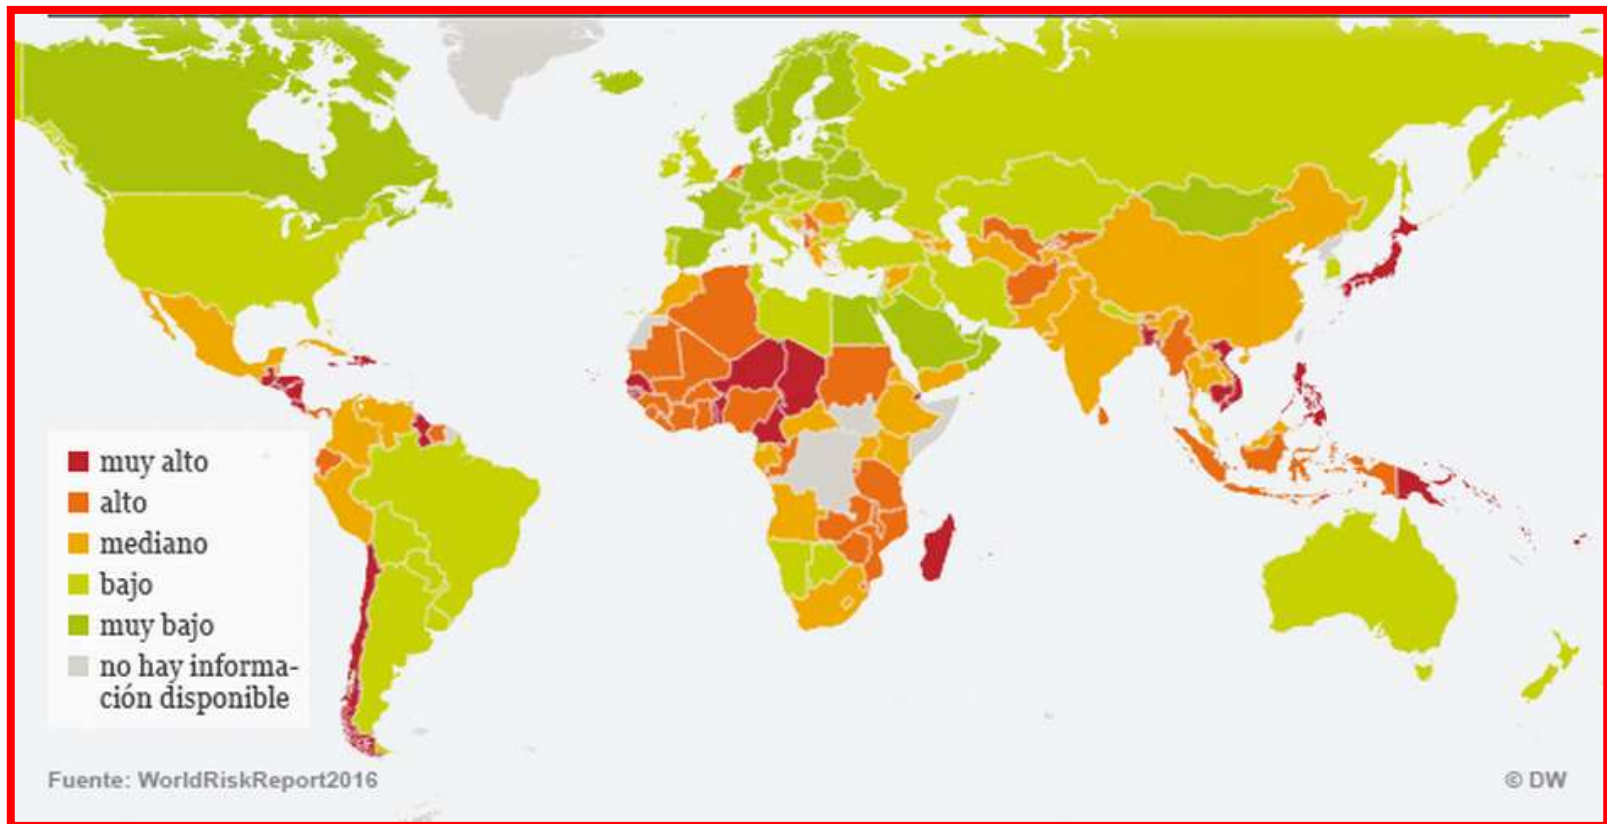 muy alto
alto
mediano
bajo
muy bajo
no hay informa-
ción disponible
Fuente: WorldRiskReport2016
© DW